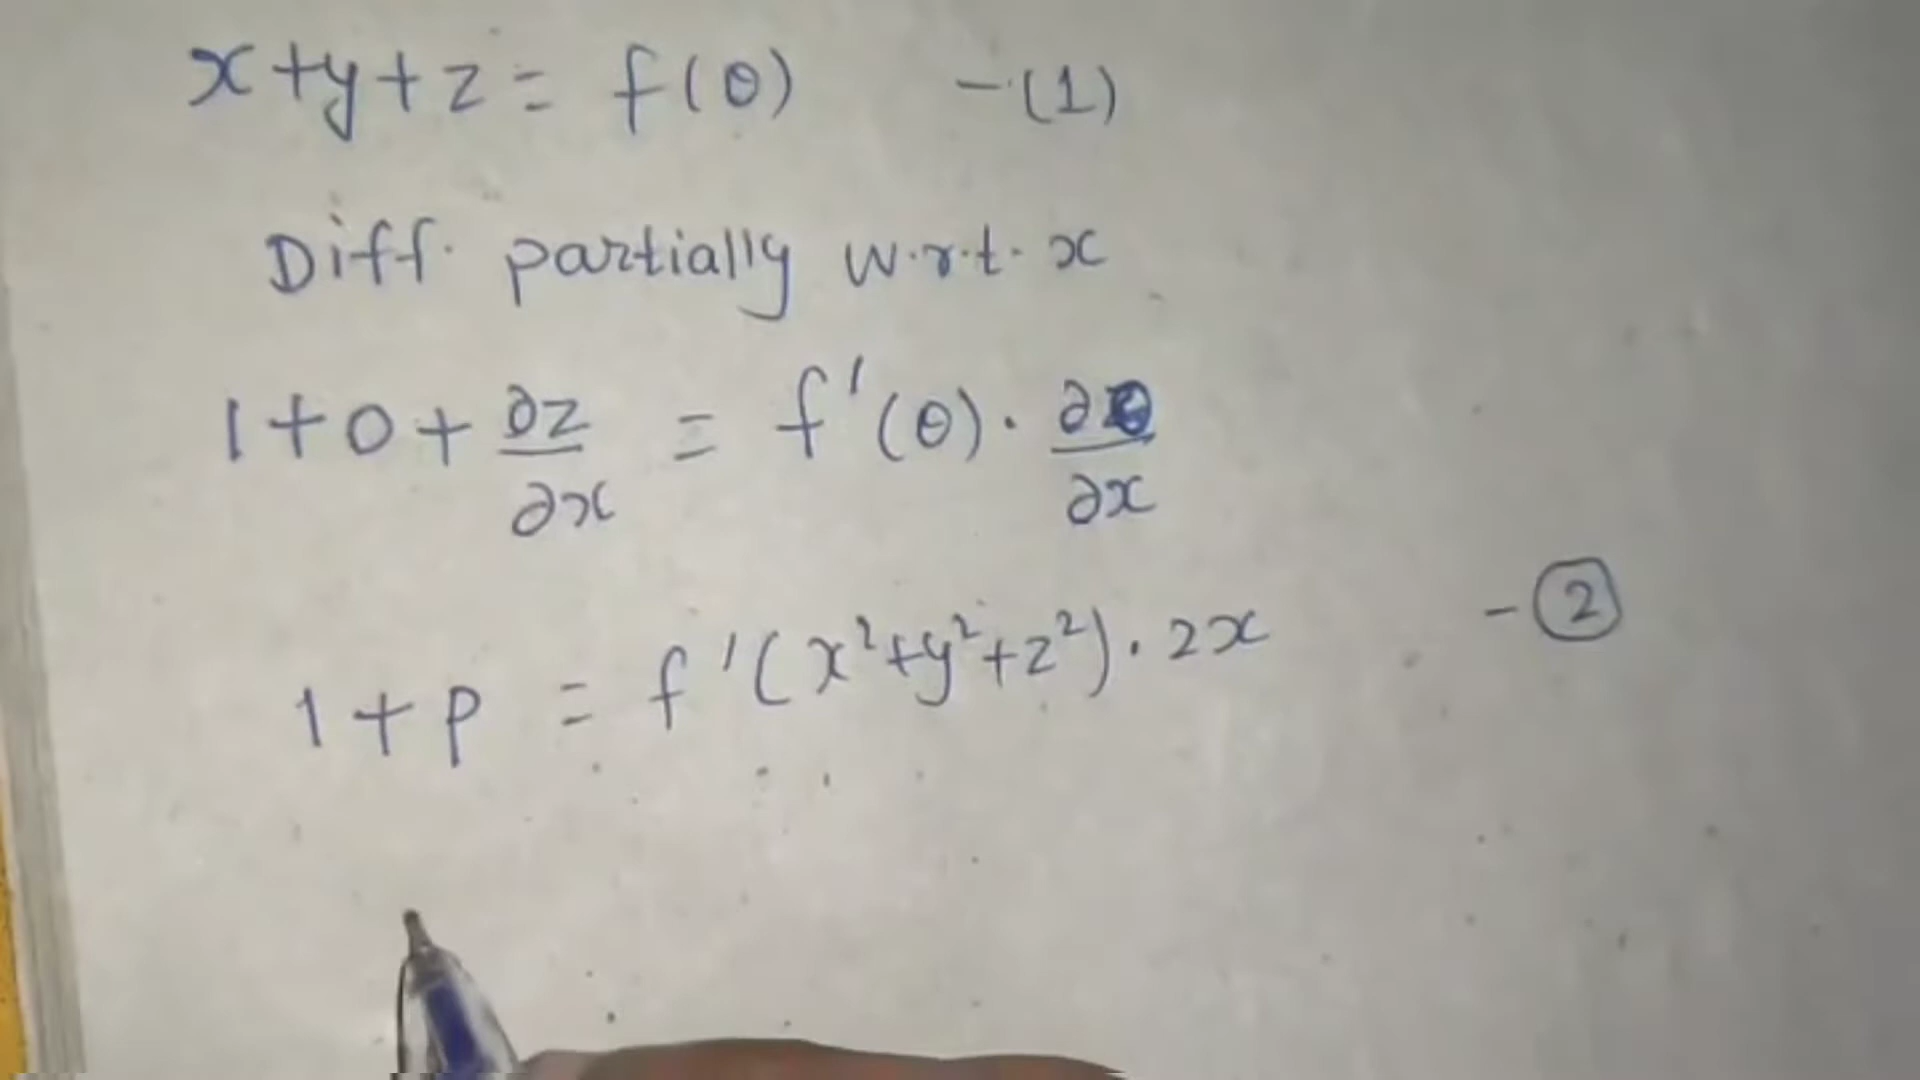 x+y+z = f(θ) -(1)
Diff. partially w.r.t. x
1+0+ ∂z/∂x = f'(θ). ∂θ/∂x
1+p = f'(x²+y²+z²). 2x -②